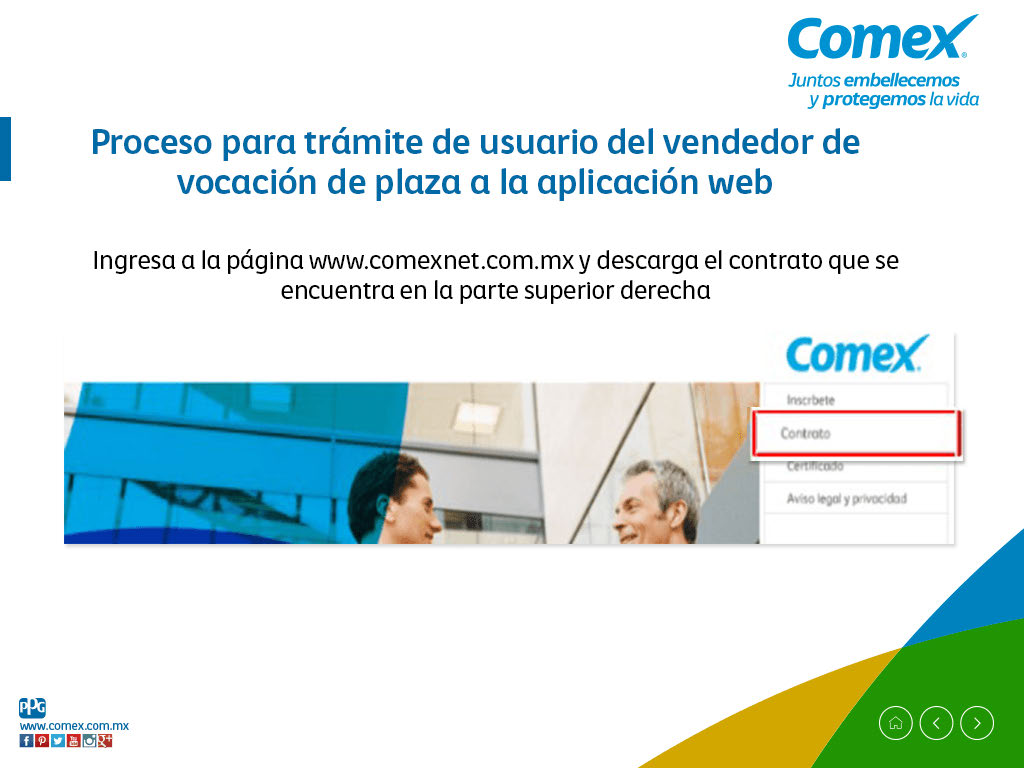 Comex®
Juntos embellecemos
y protegemos la vida
Proceso para trámite de usuario del vendedor de
vocación de plaza a la aplicación web
Ingresa a la página www.comexnet.com.mx y descarga el contrato que se
encuentra en la parte superior derecha
Comex
Inscrbete
Contrato
Certificado
Aviso legal y privacidad
PPG
www.comex.com.mx